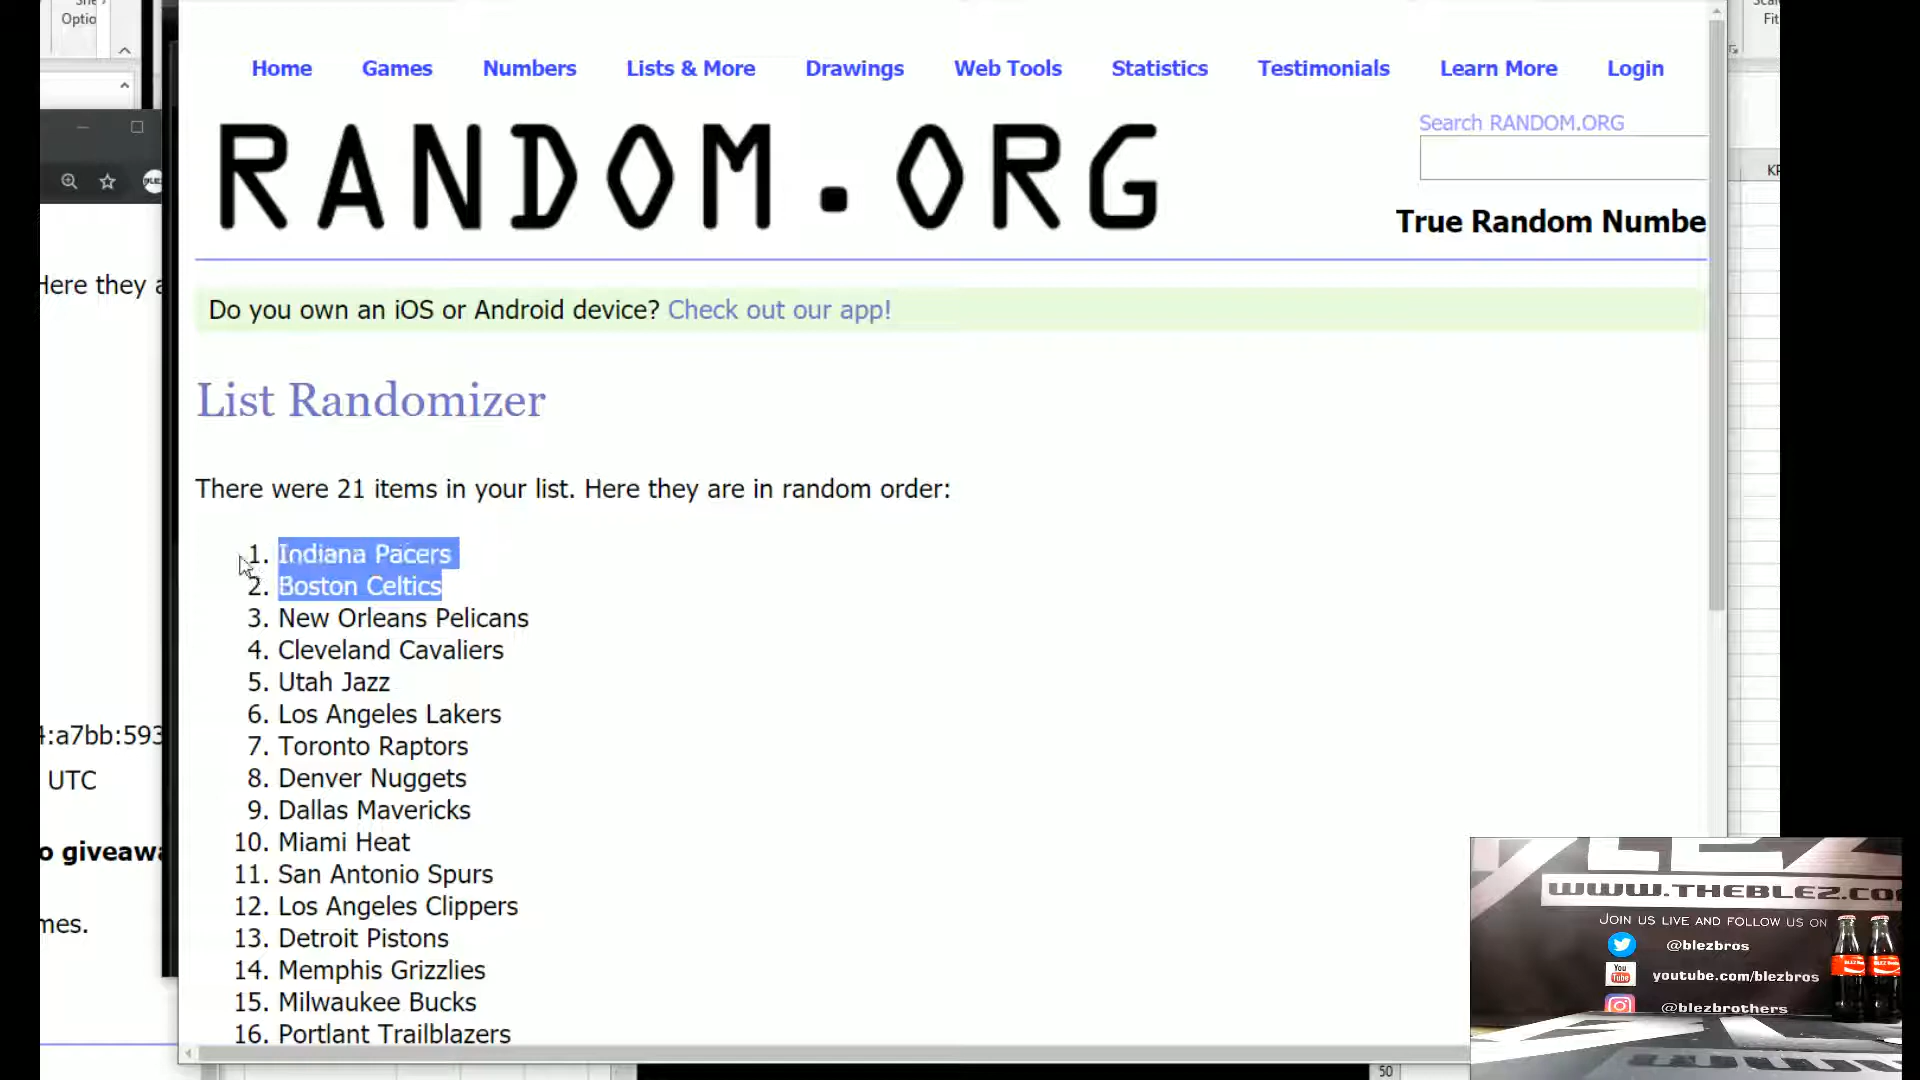 Optio
Fit
Home Games Numbers Lists & More Drawings Web Tools Statistics Testimonials Learn More Login
RANDOM.ORG
Search RANDOM.ORG
True Random Numbe
Here they a
Do you own an iOS or Android device? Check out our app!
List Randomizer
There were 21 items in your list. Here they are in random order:
1. Indiana Pacers
2. Boston Celtics
3. New Orleans Pelicans
4. Cleveland Cavaliers
5. Utah Jazz
6. Los Angeles Lakers
7. Toronto Raptors
8. Denver Nuggets
9. Dallas Mavericks
10. Miami Heat
11. San Antonio Spurs
12. Los Angeles Clippers
13. Detroit Pistons
14. Memphis Grizzlies
15. Milwaukee Bucks
16. Portlant Trailblazers
:a7bb:593
UTC
o giveawa
mes.
WWW.THEBLEZ.CO
JOIN US LIVE AND FOLLOW US ON
@blezbros
You Tube youtube.com/blezbros
@blezbrothers
50